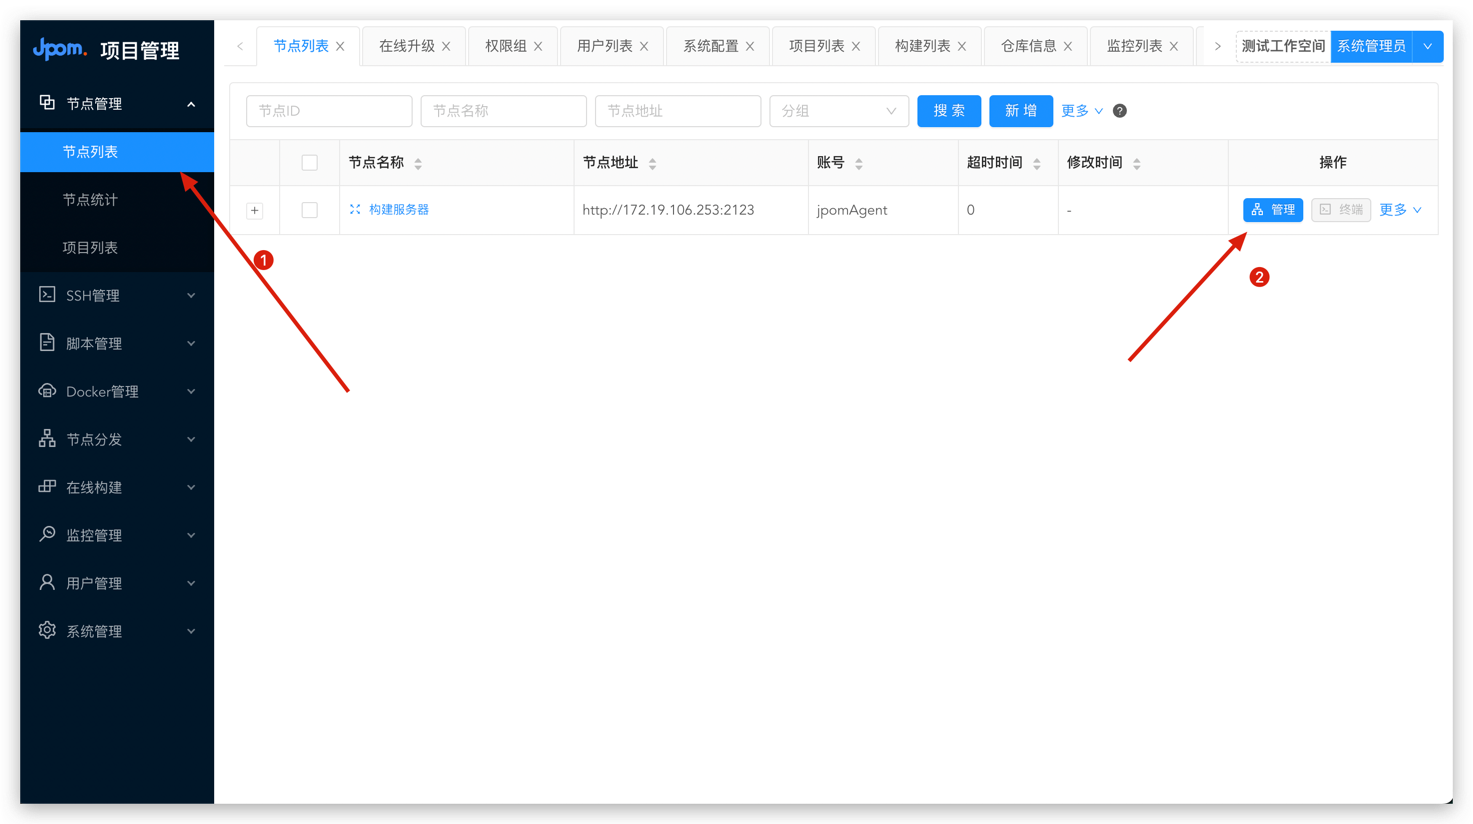 Jpom. 项目管理
节点管理
节点列表
节点统计
项目列表
SSH管理
脚本管理
Docker管理
节点分发
在线构建
监控管理
用户管理
系统管理
节点列表 在线升级 权限组 用户列表 系统配置 项目列表 构建列表 仓库信息 监控列表 测试工作空间 系统管理员
节点ID 节点名称 节点地址 分组 搜 索 新 增 更多 ?
节点名称 节点地址 账号 超时时间 修改时间 操作
+ 构建服务器 http://172.19.106.253:2123 jpomAgent 0 - 管理 终端 更多
1
2